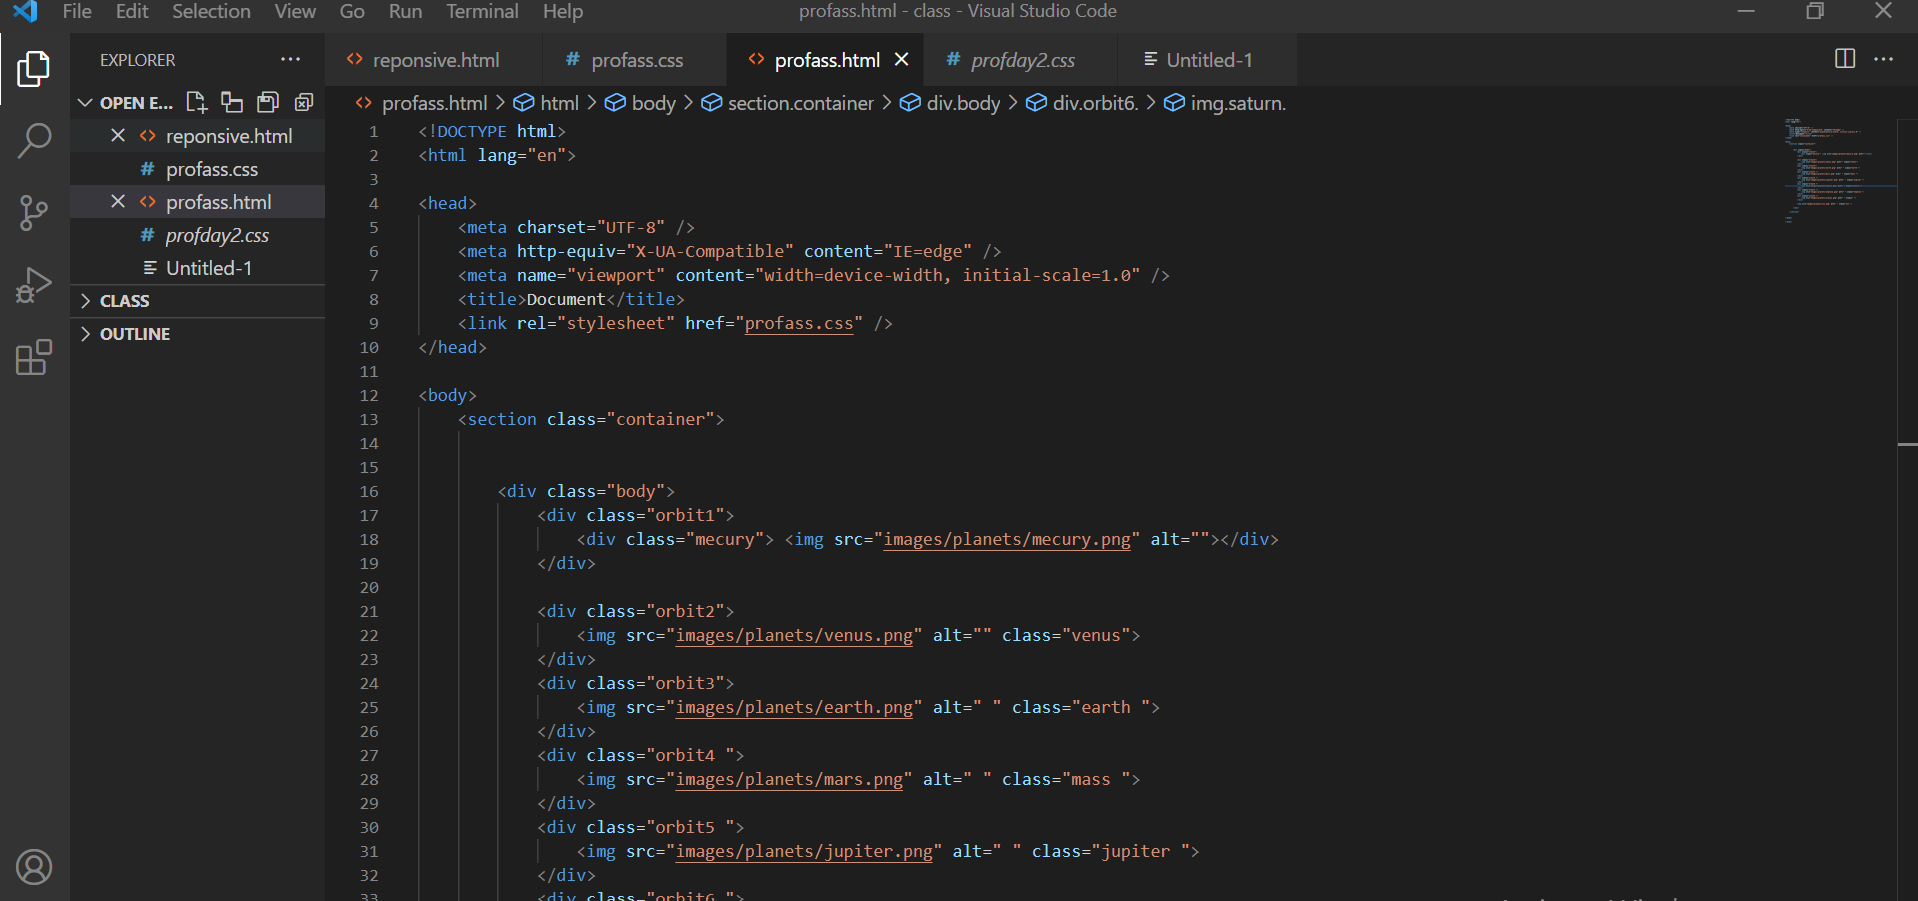 File Edit Selection View Go Run Terminal Help
profass.html - class - Visual Studio Code
EXPLORER
reponsive.html
profass.css
profass.html
profday2.css
Untitled-1
OPEN E...
reponsive.html
profass.css
profass.html
profday2.css
Untitled-1
CLASS
OUTLINE
profass.html > html > body > section.container > div.body > div.orbit6. > img.saturn.
1 <!DOCTYPE html>
2 <html lang="en">
3
4 <head>
5 <meta charset="UTF-8" />
6 <meta http-equiv="X-UA-Compatible" content="IE=edge" />
7 <meta name="viewport" content="width=device-width, initial-scale=1.0" />
8 <title>Document</title>
9 <link rel="stylesheet" href="profass.css" />
10 </head>
11
12 <body>
13 <section class="container">
14
15
16 <div class="body">
17 <div class="orbit1">
18 <div class="mecury"> <img src="images/planets/mecury.png" alt=""></div>
19 </div>
20
21 <div class="orbit2">
22 <img src="images/planets/venus.png" alt="" class="venus">
23 </div>
24 <div class="orbit3">
25 <img src="images/planets/earth.png" alt=" " class="earth ">
26 </div>
27 <div class="orbit4 ">
28 <img src="images/planets/mars.png" alt=" " class="mass ">
29 </div>
30 <div class="orbit5 ">
31 <img src="images/planets/jupiter.png" alt=" " class="jupiter ">
32 </div>
33 <div class="orbit6 ">